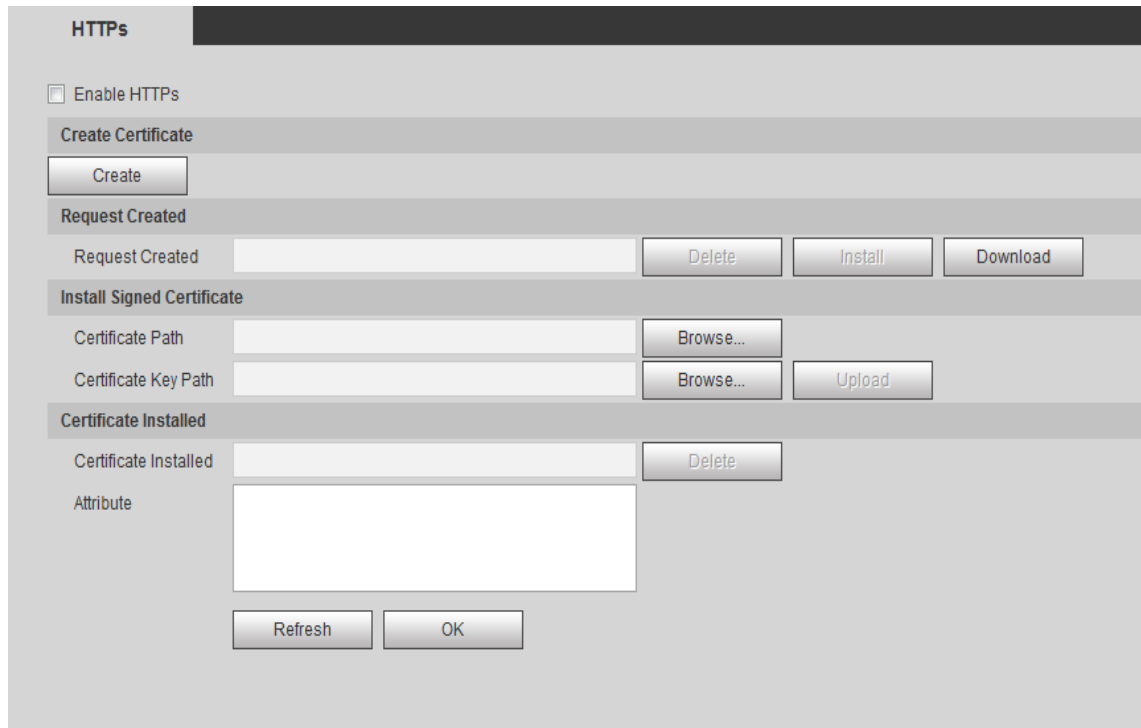 HTTPs
Enable HTTPs
Create Certificate
Create
Request Created
Request Created Delete Install Download
Install Signed Certificate
Certificate Path Browse...
Certificate Key Path Browse... Upload
Certificate Installed
Certificate Installed Delete
Attribute
Refresh OK